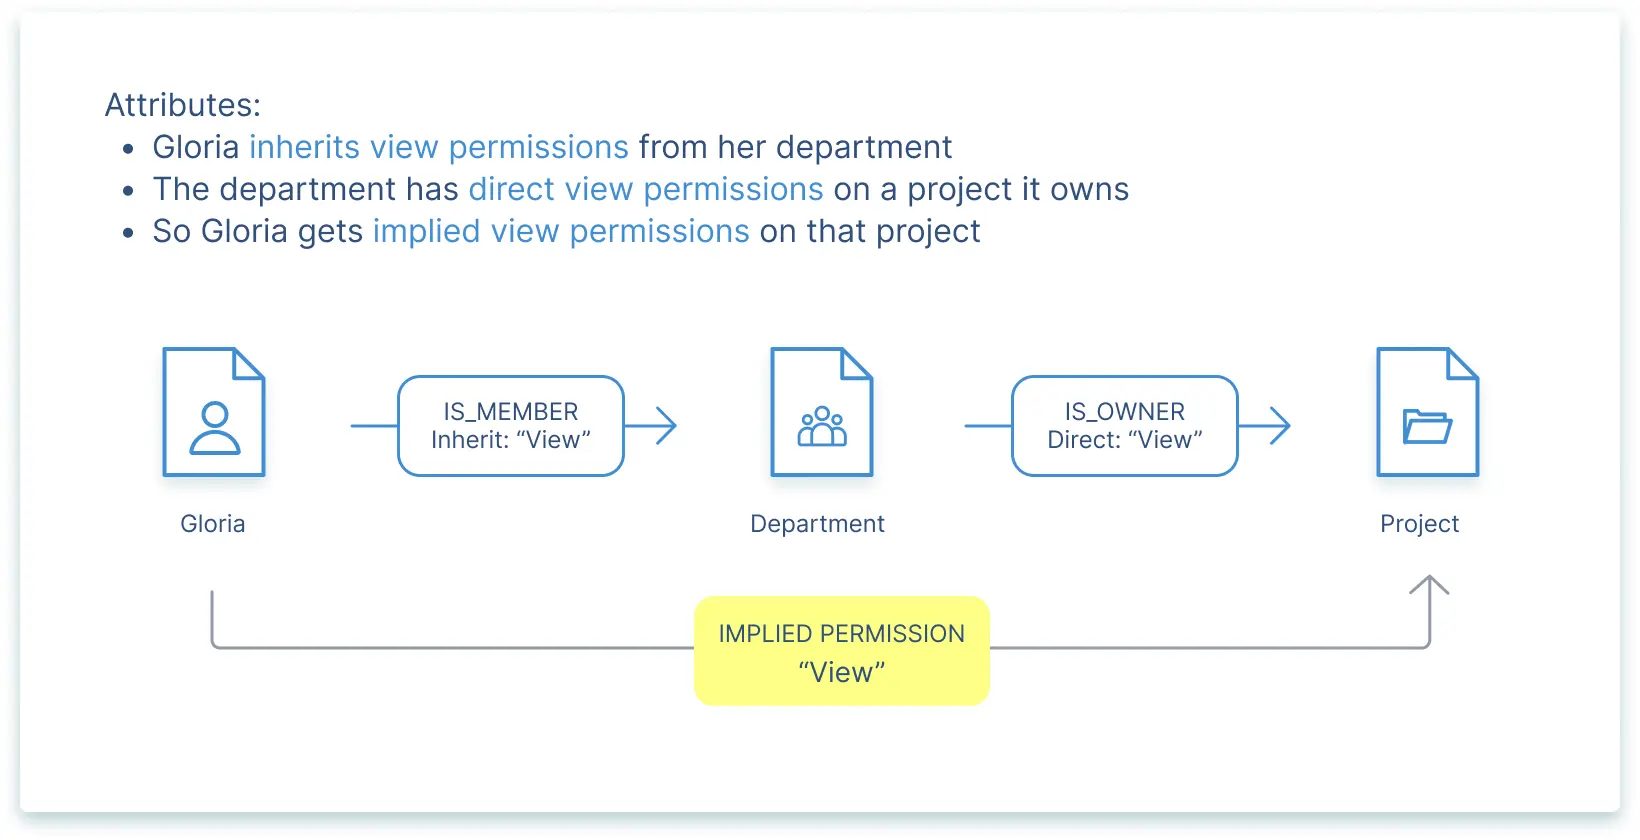 Attributes:
• Gloria inherits view permissions from her department
• The department has direct view permissions on a project it owns
• So Gloria gets implied view permissions on that project
IS_MEMBER
Inherit: “View”
IS_OWNER
Direct: “View”
Gloria
Department
Project
IMPLIED PERMISSION
“View”